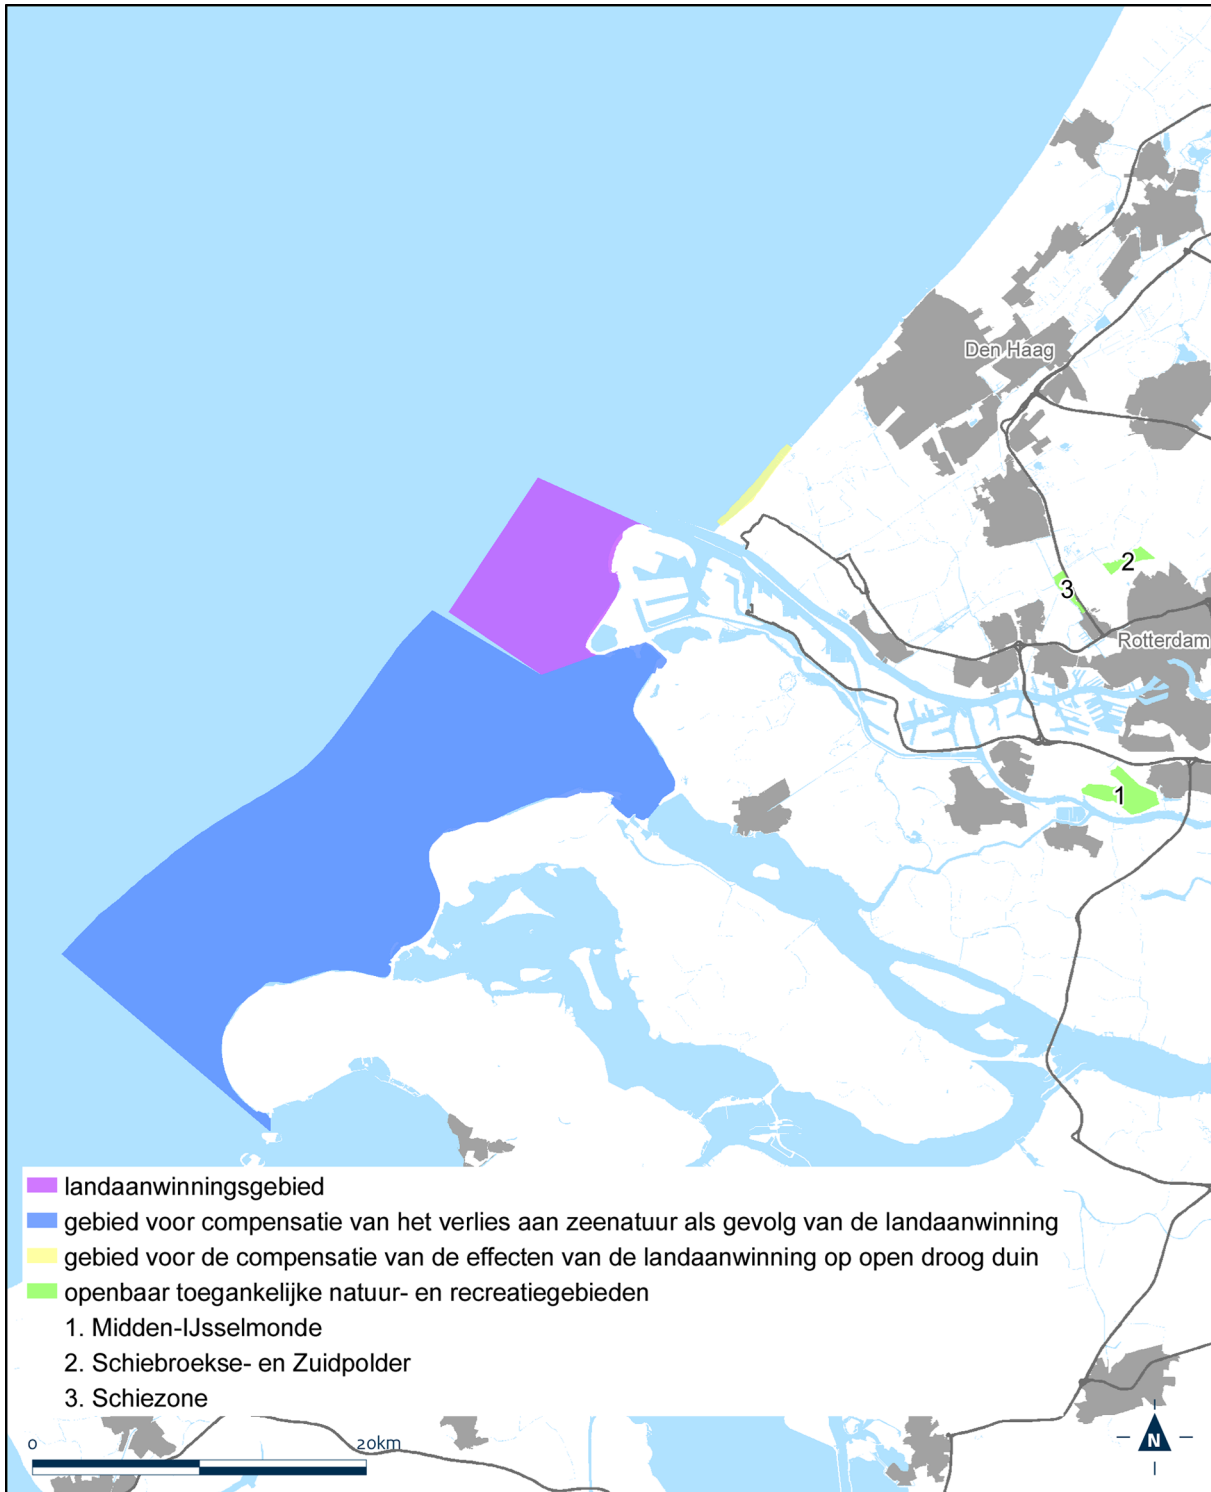 Den Haag
2
3
Rotterdam
1
landaanwinningsgebied
gebied voor compensatie van het verlies aan zeenatuur als gevolg van de landaanwinning
gebied voor de compensatie van de effecten van de landaanwinning op open droog duin
openbaar toegankelijke natuur- en recreatiegebieden
1. Midden-IJsselmonde
2. Schiebroekse- en Zuidpolder
3. Schiezone
0 20km
N